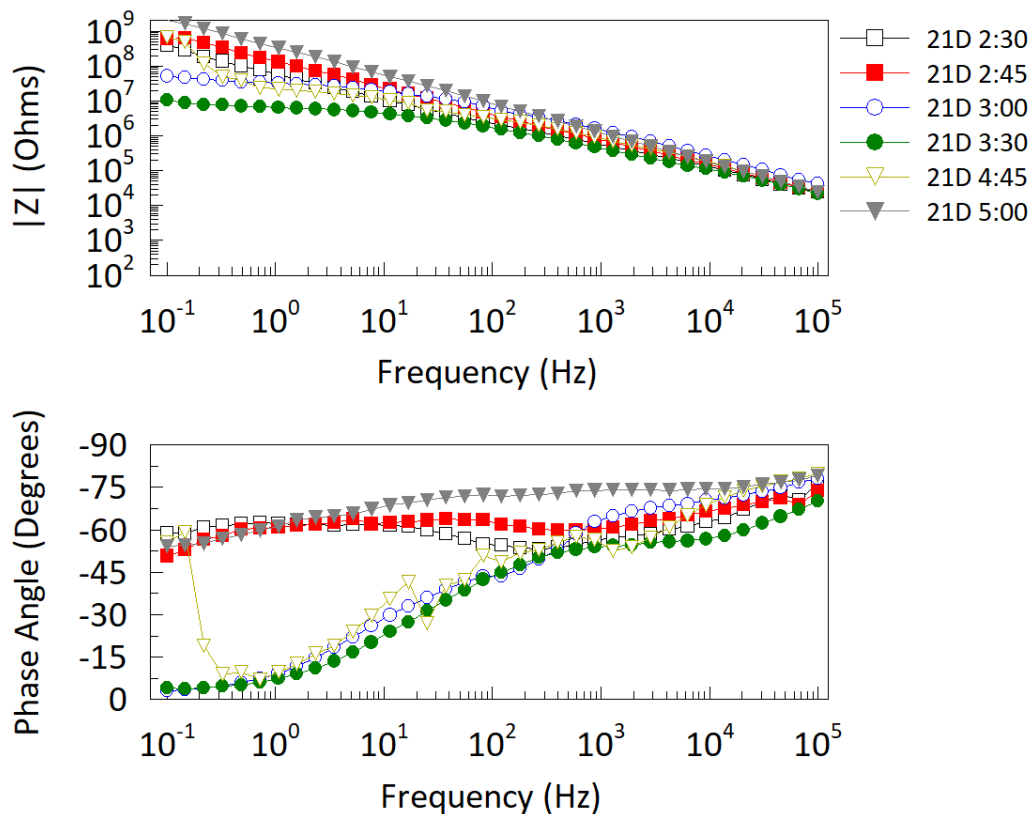 |Z| (Ohms)
10⁹
10⁸
10⁷
10⁶
10⁵
10⁴
10³
10²
10⁻¹ 10⁰ 10¹ 10² 10³ 10⁴ 10⁵
Frequency (Hz)
21D 2:30
21D 2:45
21D 3:00
21D 3:30
21D 4:45
21D 5:00
Phase Angle (Degrees)
-90
-75
-60
-45
-30
-15
0
10⁻¹ 10⁰ 10¹ 10² 10³ 10⁴ 10⁵
Frequency (Hz)